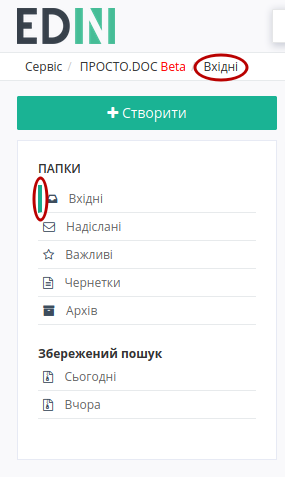 EDIN
Сервіс / ПРОСТО.DOC Beta / Вхідні
Створити
ПАПКИ
Вхідні
Надіслані
Важливі
Чернетки
Архів
Збережений пошук
Сьогодні
Вчора